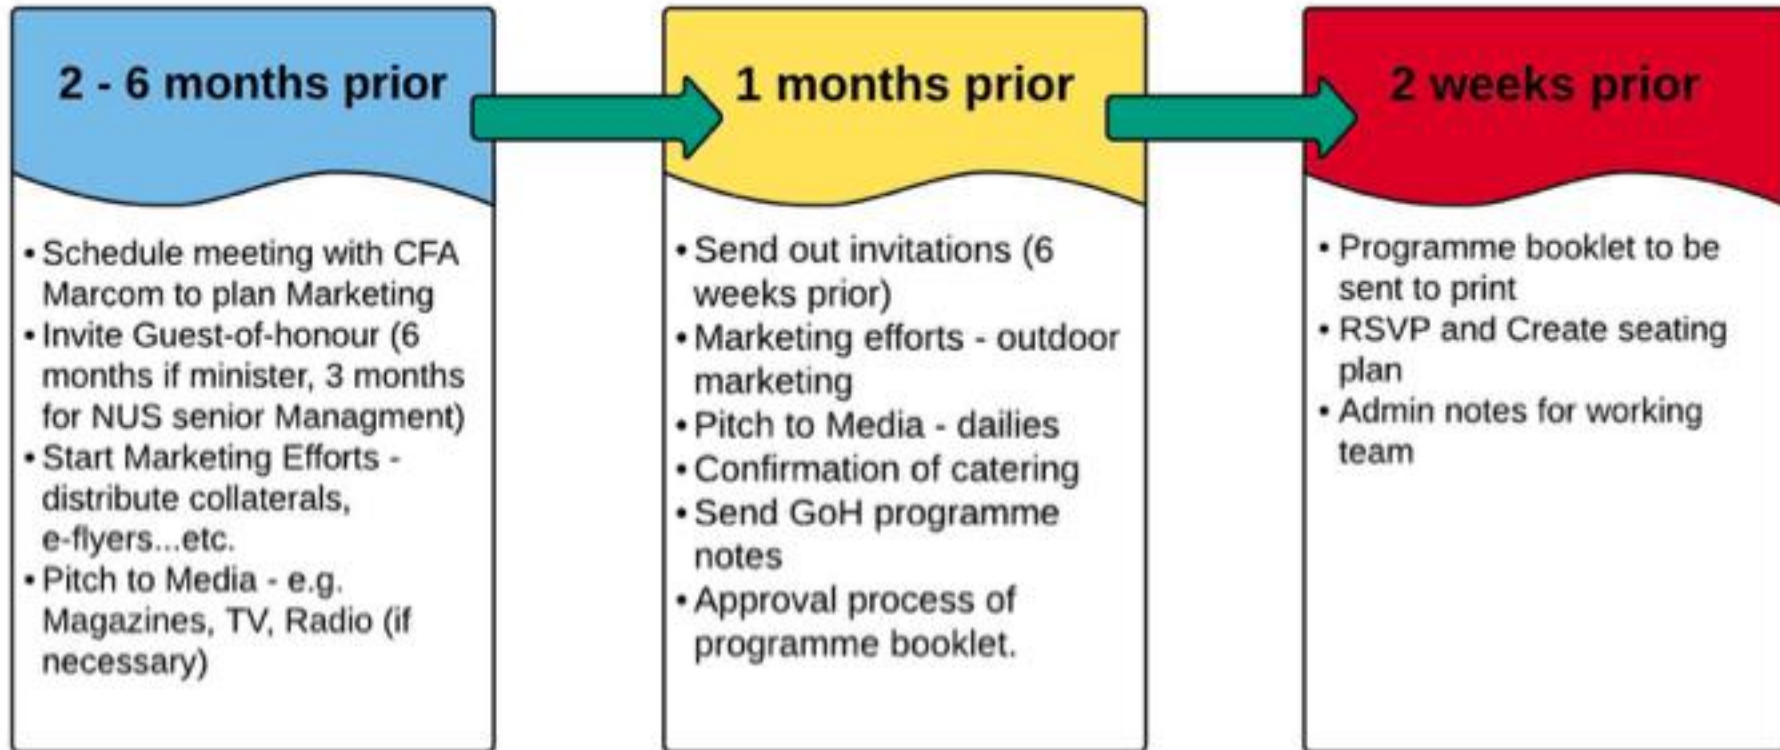 2 - 6 months prior
• Schedule meeting with CFA
Marcom to plan Marketing
• Invite Guest-of-honour (6
months if minister, 3 months
for NUS senior Managment)
• Start Marketing Efforts -
distribute collaterals,
e-flyers...etc.
• Pitch to Media - e.g.
Magazines, TV, Radio (if
necessary)
1 months prior
• Send out invitations (6
weeks prior)
• Marketing efforts - outdoor
marketing
• Pitch to Media - dailies
• Confirmation of catering
• Send GoH programme
notes
• Approval process of
programme booklet.
2 weeks prior
• Programme booklet to be
sent to print
• RSVP and Create seating
plan
• Admin notes for working
team